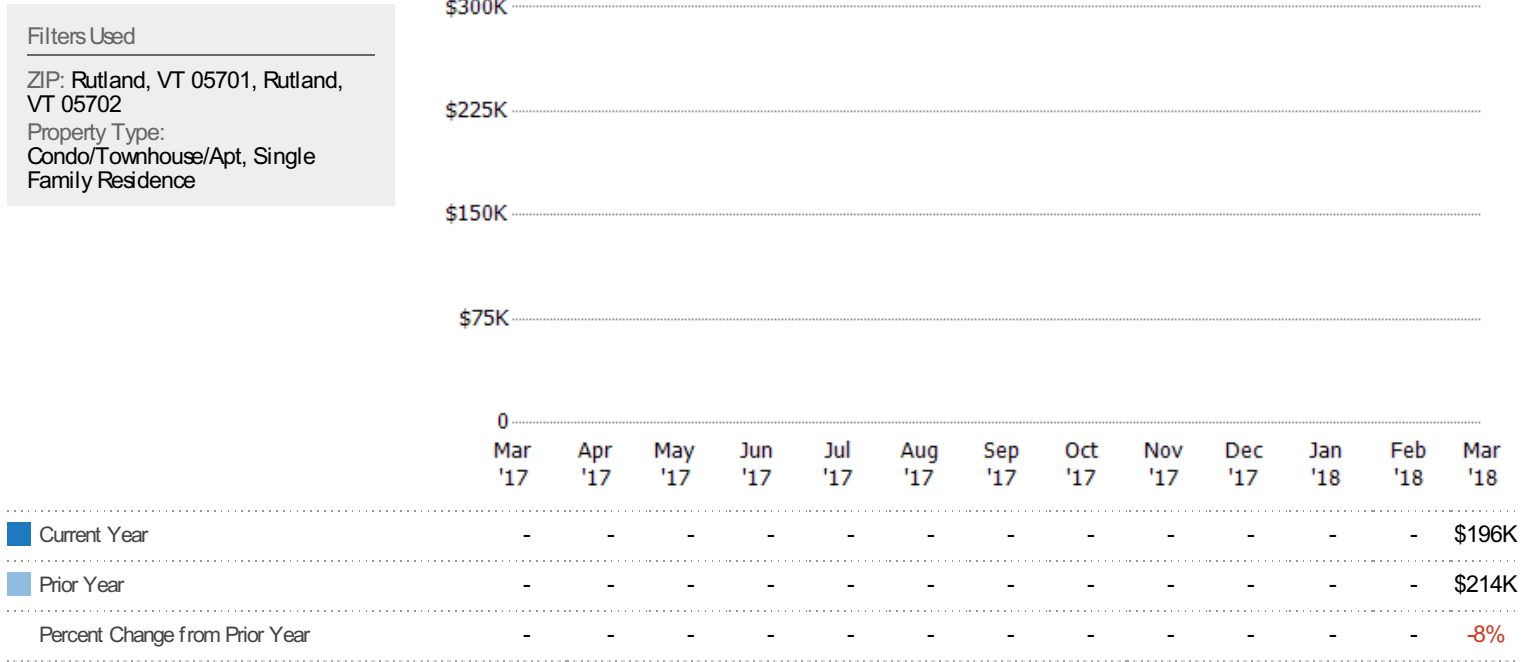 Filters Used
ZIP: Rutland, VT 05701, Rutland,
VT 05702
Property Type:
Condo/Townhouse/Apt, Single
Family Residence
$300K
$225K
$150K
$75K
0
Mar Apr May Jun Jul Aug Sep Oct Nov Dec Jan Feb Mar
'17 '17 '17 '17 '17 '17 '17 '17 '17 '17 '18 '18 '18
Current Year - - - - - - - - - - - - $196K
Prior Year - - - - - - - - - - - - $214K
Percent Change from Prior Year - - - - - - - - - - - - -8%